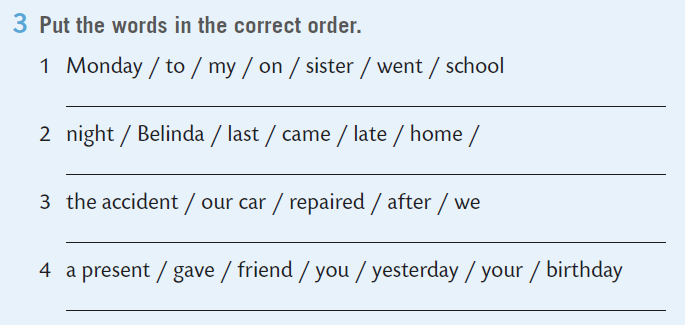 3 Put the words in the correct order.
1 Monday / to / my / on / sister / went / school
2 night / Belinda / last / came / late / home /
3 the accident / our car / repaired / after / we
4 a present / gave / friend / you / yesterday / your / birthday